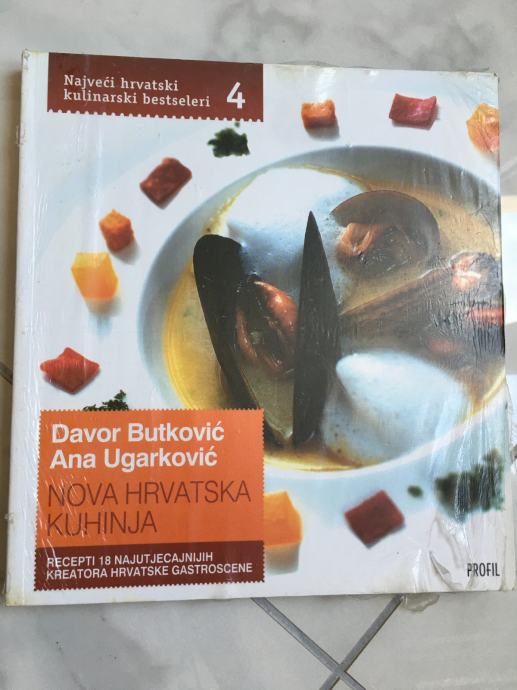 Najveći hrvatski
kulinarski bestseleri 4
Davor Butković
Ana Ugarković
NOVA HRVATSKA
KUHINJA
RECEPTI 18 NAJUTJECAJNIJIH
KREATORA HRVATSKE GASTROSCENE
PROFIL